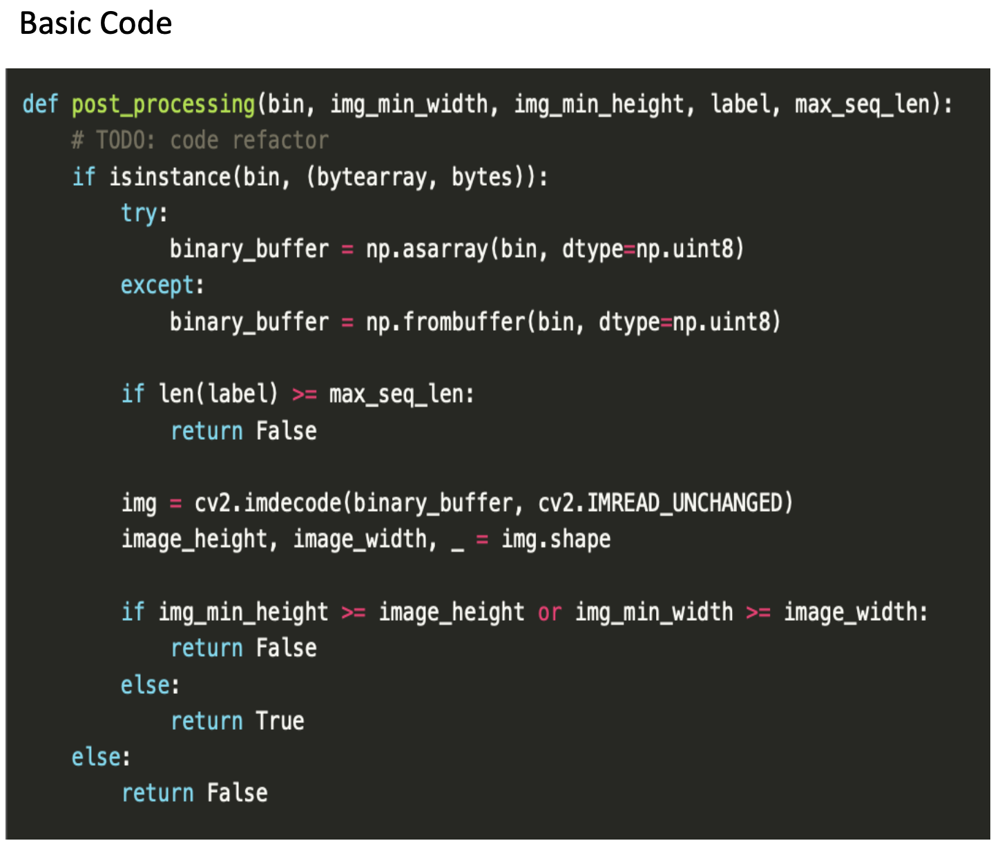 Basic Code
def post_processing(bin, img_min_width, img_min_height, label, max_seq_len):
    # TODO: code refactor
    if isinstance(bin, (bytearray, bytes)):
        try:
            binary_buffer = np.asarray(bin, dtype=np.uint8)
        except:
            binary_buffer = np.frombuffer(bin, dtype=np.uint8)
        if len(label) >= max_seq_len:
            return False
        img = cv2.imdecode(binary_buffer, cv2.IMREAD_UNCHANGED)
        image_height, image_width, _ = img.shape
        if img_min_height >= image_height or img_min_width >= image_width:
            return False
        else:
            return True
    else:
        return False